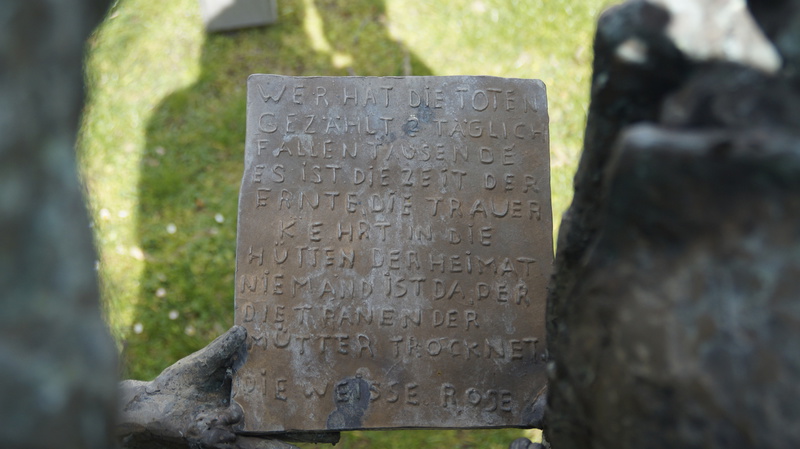 WER HAT DIE TOTEN
GEZÄHLT? TÄGLICH
FALLEN TAUSENDE
ES IST DIE ZEIT DER
ERNTE. DIE TRAUER
KEHRT IN DIE
HÜTTEN DER HEIMAT
NIEMAND IST DA, DER
DIE TRÄNEN DER
MÜTTER TROCKNET.
DIE WEISSE ROSE